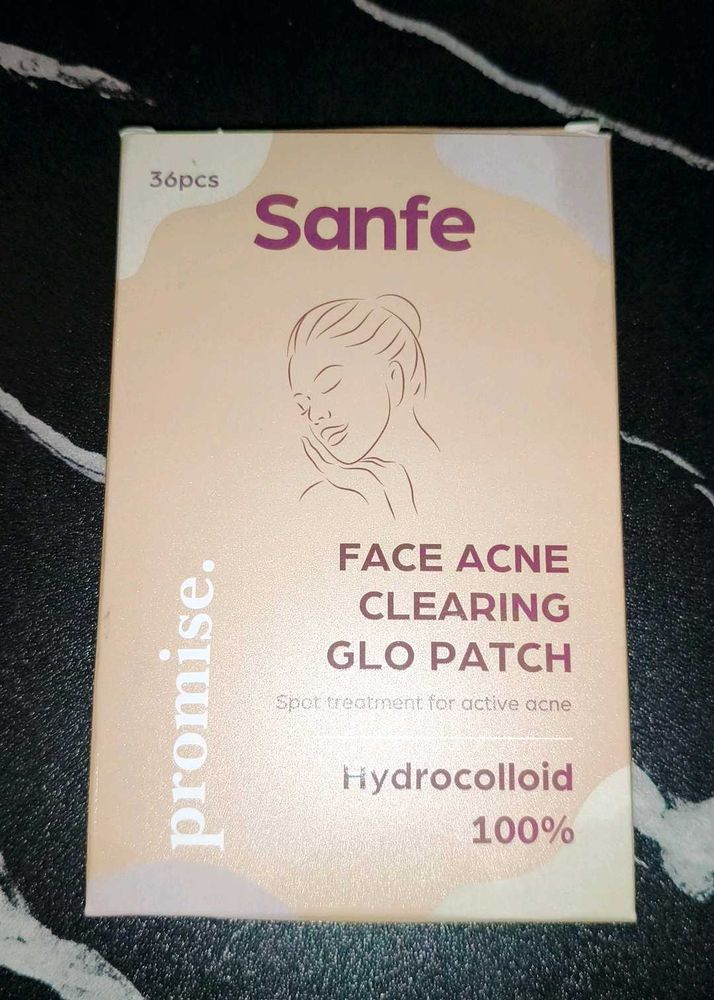 36pcs
Sanfe
promise.
FACE ACNE
CLEARING
GLO PATCH
Spot treatment for active acne
Hydrocolloid
100%